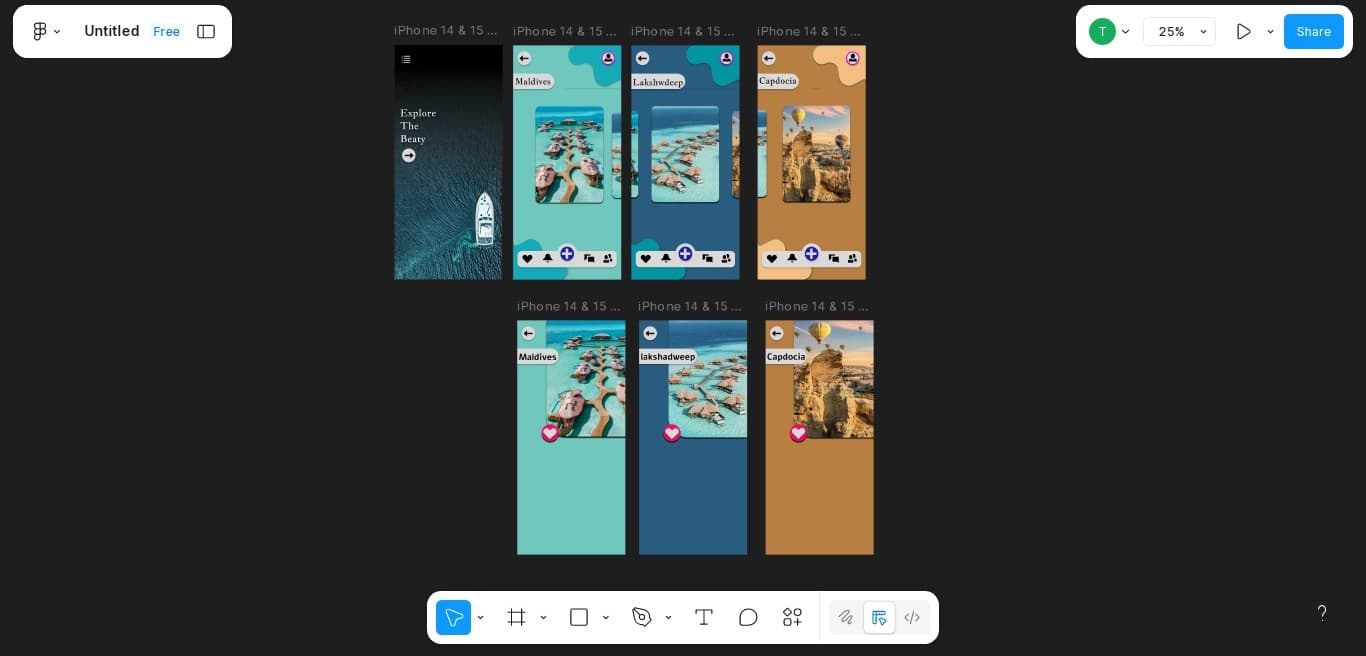 Untitled
Free
T
25%
Share
iPhone 14 & 15 ...
iPhone 14 & 15 ...
iPhone 14 & 15 ...
iPhone 14 & 15 ...
Explore
The
Beaty
Maldives
Lakshwdeep
Capdocia
iPhone 14 & 15 ...
iPhone 14 & 15 ...
iPhone 14 & 15 ...
Maldives
lakshadweep
Capdocia